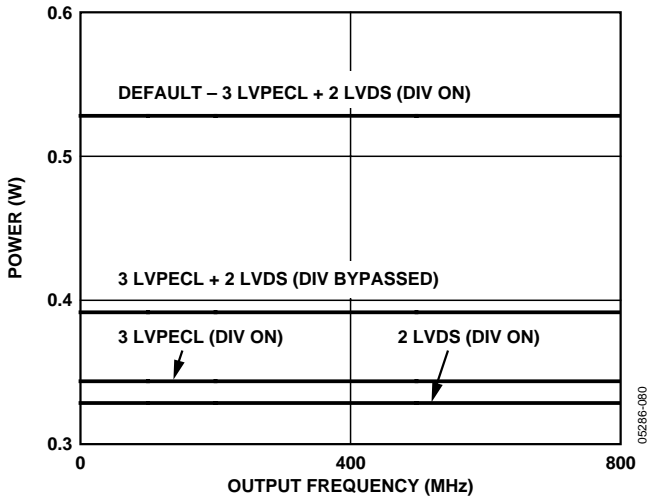 0.6
DEFAULT – 3 LVPECL + 2 LVDS (DIV ON)
0.5
POWER (W)
3 LVPECL + 2 LVDS (DIV BYPASSED)
0.4
3 LVPECL (DIV ON)
2 LVDS (DIV ON)
0.3
0
400
800
OUTPUT FREQUENCY (MHz)
05286-080